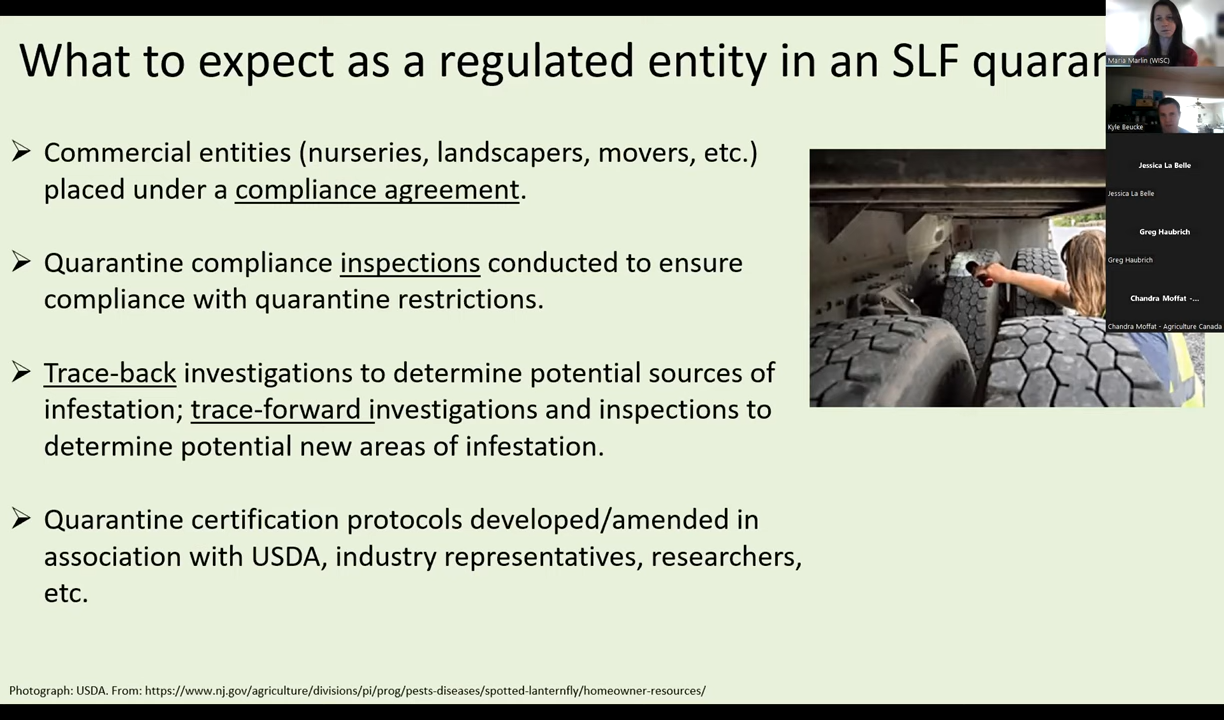 What to expect as a regulated entity in an SLF quaran
Maria Marlin (WISC)
Kyle Beucke
Jessica La Belle
Jessica La Belle
Greg Haubrich
Greg Haubrich
Chandra Moffat -...
Chandra Moffat - Agriculture Canada
➢ Commercial entities (nurseries, landscapers, movers, etc.)
placed under a compliance agreement.
➢ Quarantine compliance inspections conducted to ensure
compliance with quarantine restrictions.
➢ Trace-back investigations to determine potential sources of
infestation; trace-forward investigations and inspections to
determine potential new areas of infestation.
➢ Quarantine certification protocols developed/amended in
association with USDA, industry representatives, researchers,
etc.
Photograph: USDA. From: https://www.nj.gov/agriculture/divisions/pi/prog/pests-diseases/spotted-lanternfly/homeowner-resources/